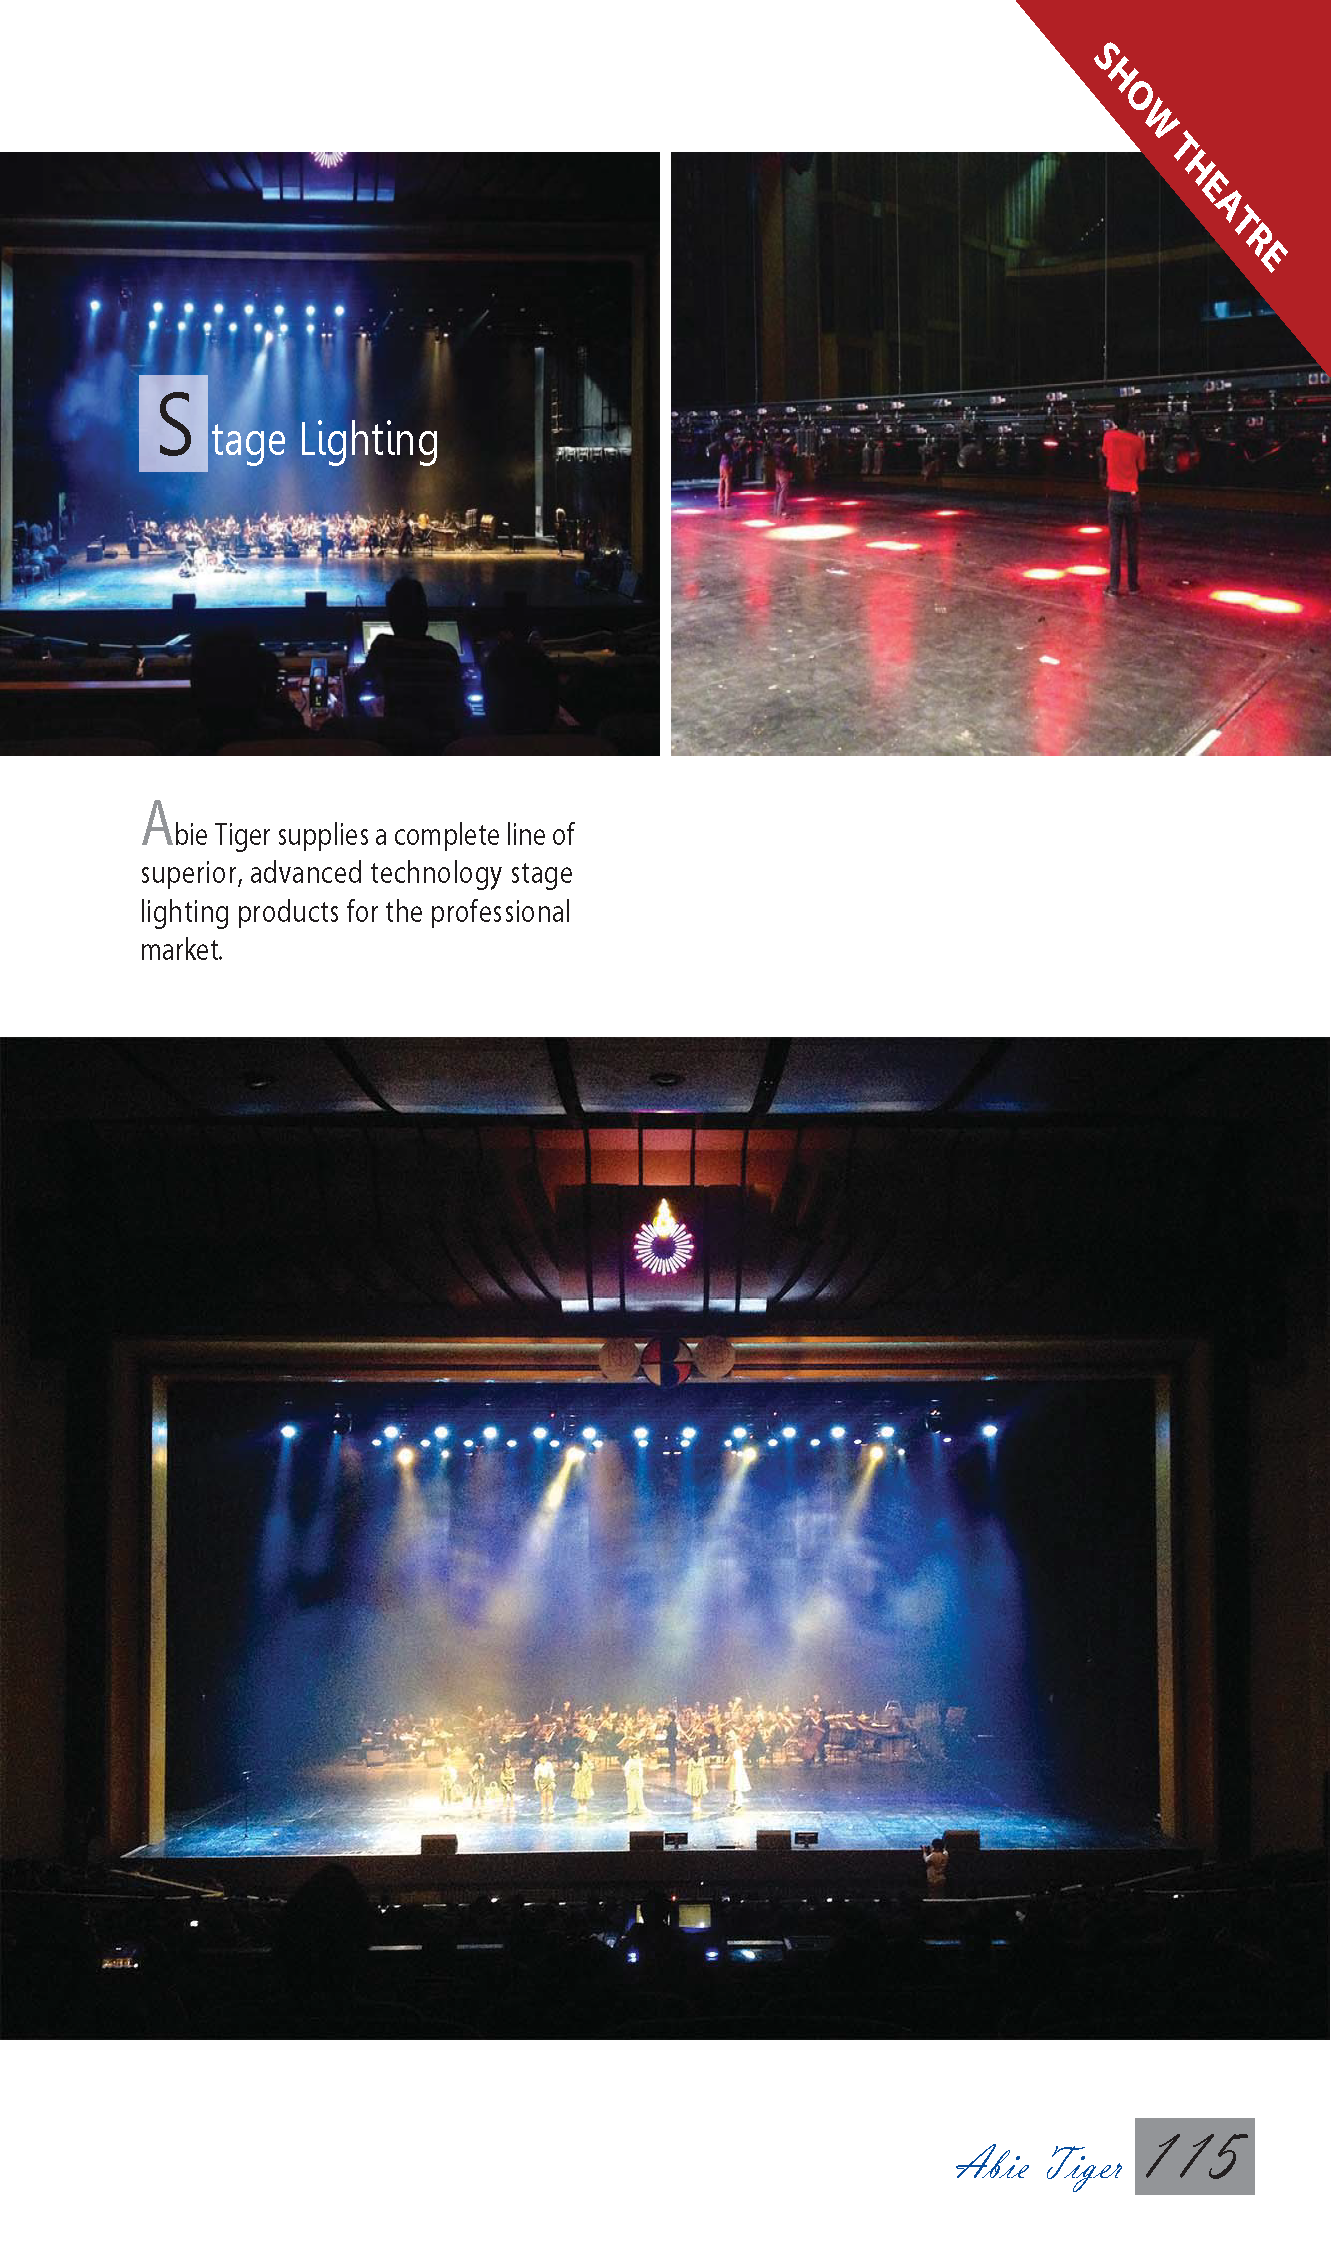 SHOW THEATRE
Stage Lighting
Abie Tiger supplies a complete line of
superior, advanced technology stage
lighting products for the professional
market.
Abie Tiger 115